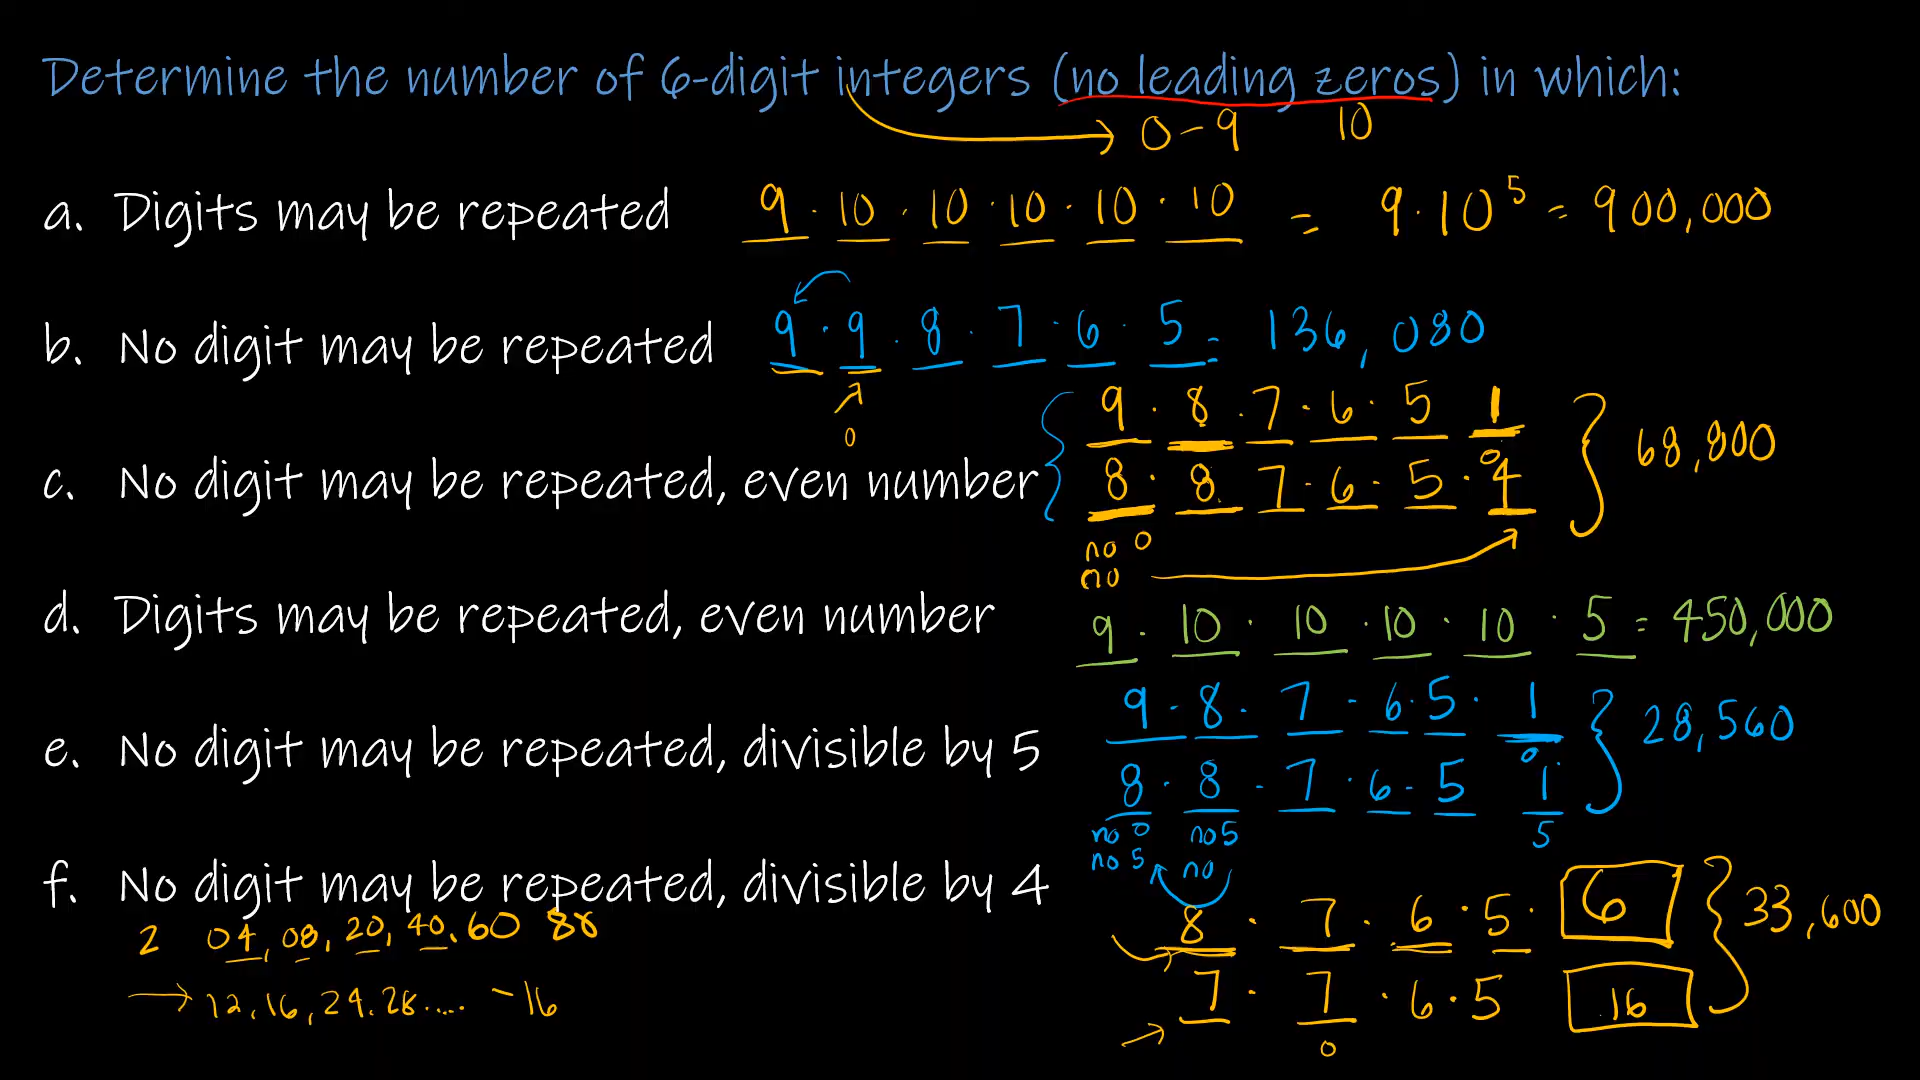 Determine the number of 6-digit integers (no leading zeros) in which:
0-9 10
a. Digits may be repeated 9 · 10 · 10 · 10 · 10 · 10 = 9·10⁵ = 900,000
b. No digit may be repeated 9 · 9 · 8 · 7 · 6 · 5 = 136,080
0
9 · 8 · 7 · 6 · 5 1
0
c. No digit may be repeated, even number 8 · 8 7 · 6 · 5 · 4 68,800
no 0
no
d. Digits may be repeated, even number 9 · 10 · 10 · 10 · 10 · 5 = 450,000
9 · 8 · 7 · 6 · 5 · 1
0
e. No digit may be repeated, divisible by 5 8 · 8 · 7 · 6 · 5 1 28,560
no 0 no 5 5
no 5 no
f. No digit may be repeated, divisible by 4 8 · 7 · 6 · 5 · 6 33,600
2 04, 08, 20, 40, 60 80
7 · 7 · 6 · 5 16
0
→ 12, 16, 24, 28..... - 16